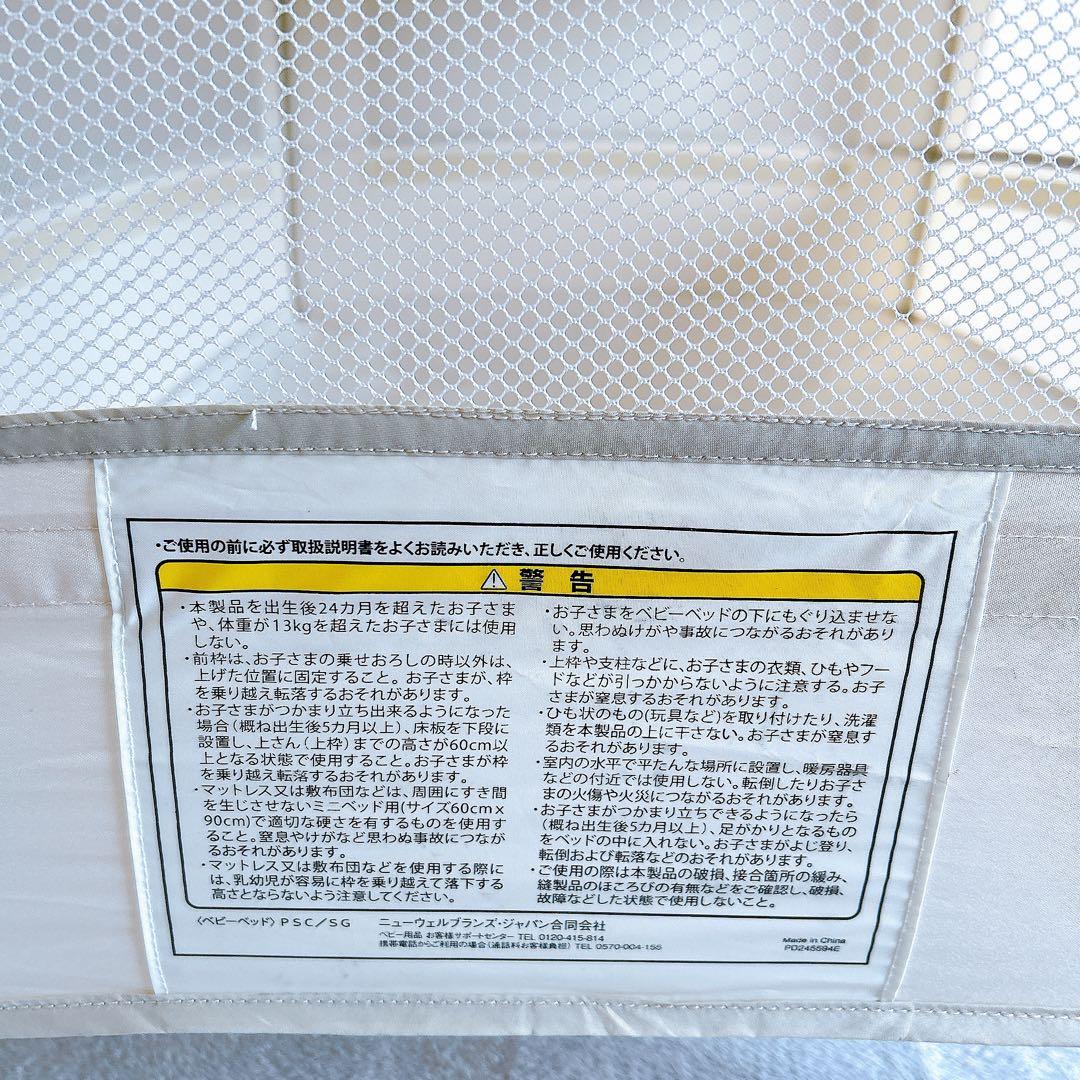 ・ご使用の前に必ず取扱説明書をよくお読みいただき、正しくご使用ください。
警告
・本製品を出生後24カ月を超えたお子さま
や、体重が13kgを超えたお子さまには使用
しない。
・前枠は、お子さまの乗せおろしの時以外は、
上げた位置に固定すること。お子さまが、枠
を乗り越え転落するおそれがあります。
・お子さまがつかまり立ち出来るようになった
場合(概ね出生後5カ月以上)、床板を下段に
設置し、上さん(上枠)までの高さが60cm以
上となる状態で使用すること。お子さまが枠
を乗り越え転落するおそれがあります。
・マットレス又は敷布団などは、周囲にすき間
を生じさせないミニベッド用(サイズ60cm x
90cm)で適切な硬さを有するものを使用す
ること。窒息やけがなど思わぬ事故につなが
るおそれがあります。
・マットレス又は敷布団などを使用する際に
は、乳幼児が容易に枠を乗り越えて落下する
高さとならないよう注意してください。
・お子さまをベビーベッドの下にもぐり込ませな
い。思わぬけがや事故につながるおそれがあり
ます。
・上枠や支柱などに、お子さまの衣類、ひもやフー
ドなどが引っかからないように注意する。お子
さまが窒息するおそれがあります。
・ひも状のもの(玩具など)を取り付けたり、洗濯
類を本製品の上に干さない。お子さまが窒息す
るおそれがあります。
・室内の水平で平たんな場所に設置し、暖房器具
などの付近では使用しない。転倒したりお子さ
まの火傷や火災につながるおそれがあります。
・お子さまがつかまり立ちできるようになったら
(概ね出生後5カ月以上)、足がかりとなるもの
をベッドの中に入れない。お子さまがよじ登り、
転倒および転落などのおそれがあります。
・ご使用の際は本製品の破損、接合箇所の緩み、
縫製品のほころびの有無などをご確認し、破損、
故障などした状態で使用しないこと。
〈ベビーベッド〉PSC/SG ニューウェルブランズ・ジャパン合同会社
ベビー用品 お客様サポートセンター TEL 0120-415-814
携帯電話からご利用の場合(通話料お客様負担) TEL 0570-004-155
Made in China
PD245594E